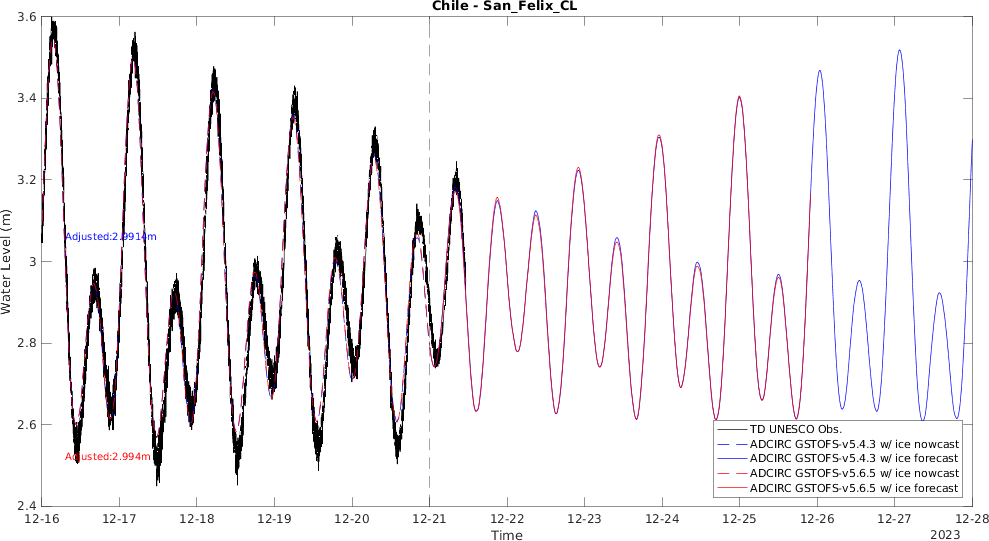 Chile - San_Felix_CL
3.6
3.4
3.2
3
2.8
2.6
2.4
Water Level (m)
Adjusted:2.9914m
Adjusted:2.994m
TD UNESCO Obs.
ADCIRC GSTOFS-v5.4.3 w/ ice nowcast
ADCIRC GSTOFS-v5.4.3 w/ ice forecast
ADCIRC GSTOFS-v5.6.5 w/ ice nowcast
ADCIRC GSTOFS-v5.6.5 w/ ice forecast
12-16 12-17 12-18 12-19 12-20 12-21 12-22 12-23 12-24 12-25 12-26 12-27 12-28
Time
2023